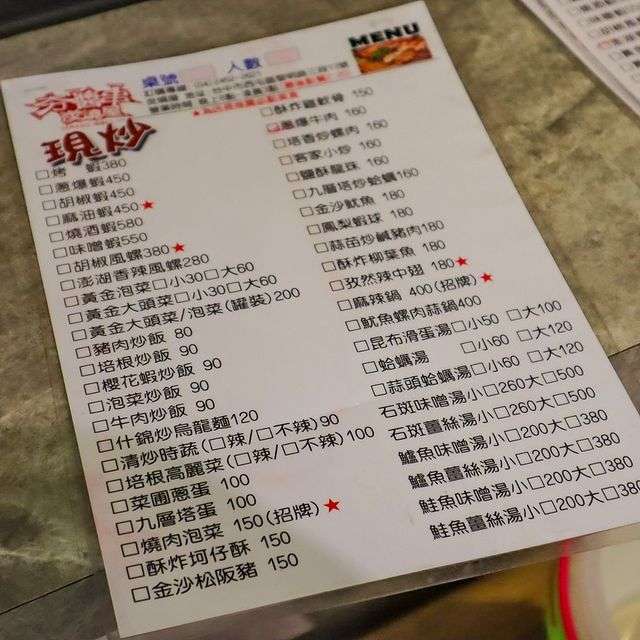 MENU
桌號
人數
現炒
□烤 蝦380
□蔥爆蝦450
□胡椒蝦450
□麻油蝦450★
□燒酒蝦580
□味噌蝦550
□胡椒風螺380★
□澎湖香辣風螺280
□黃金泡菜□小30□大60
□黃金大頭菜□小30□大60
□黃金大頭菜/泡菜(罐裝)200
□豬肉炒飯 80
□培根炒飯 90
□櫻花蝦炒飯 90
□泡菜炒飯 90
□牛肉炒飯 90
□什錦炒烏龍麵120
□清炒時蔬(□辣/□不辣)90
□培根高麗菜(□辣/□不辣)100
□菜圃蔥蛋 100
□九層塔蛋 100
□燒肉泡菜 150(招牌)★
□酥炸蚵仔酥 150
□金沙松阪豬 150
□酥炸雞軟骨 150
□蔥爆牛肉 160
□塔香炒螺肉 160
□客家小炒 160
□鹽酥龍珠 160
□九層塔炒蛤蠣160
□金沙魷魚 180
□鳳梨蝦球 180
□蒜苗炒鹹豬肉180
□酥炸柳葉魚 180
□孜然辣中翅 180★
□麻辣鍋 400(招牌)★
□魷魚螺肉蒜鍋400
□昆布滑蛋湯□小50 □大100
□蛤蠣湯 □小60 □大120
□蒜頭蛤蠣湯□小60 □大120
石斑味噌湯小□260大□500
石斑薑絲湯小□260大□500
鱸魚味噌湯小□200大□380
鱸魚薑絲湯小□200大□380
鮭魚味噌湯小□200大□380
鮭魚薑絲湯小□200大□380